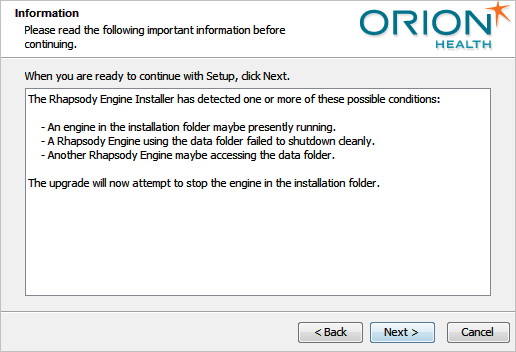 Information
Please read the following important information before
continuing.
ORION
HEALTH
When you are ready to continue with Setup, click Next.
The Rhapsody Engine Installer has detected one or more of these possible conditions:
- An engine in the installation folder maybe presently running.
- A Rhapsody Engine using the data folder failed to shutdown cleanly.
- Another Rhapsody Engine maybe accessing the data folder.
The upgrade will now attempt to stop the engine in the installation folder.
< Back
Next >
Cancel